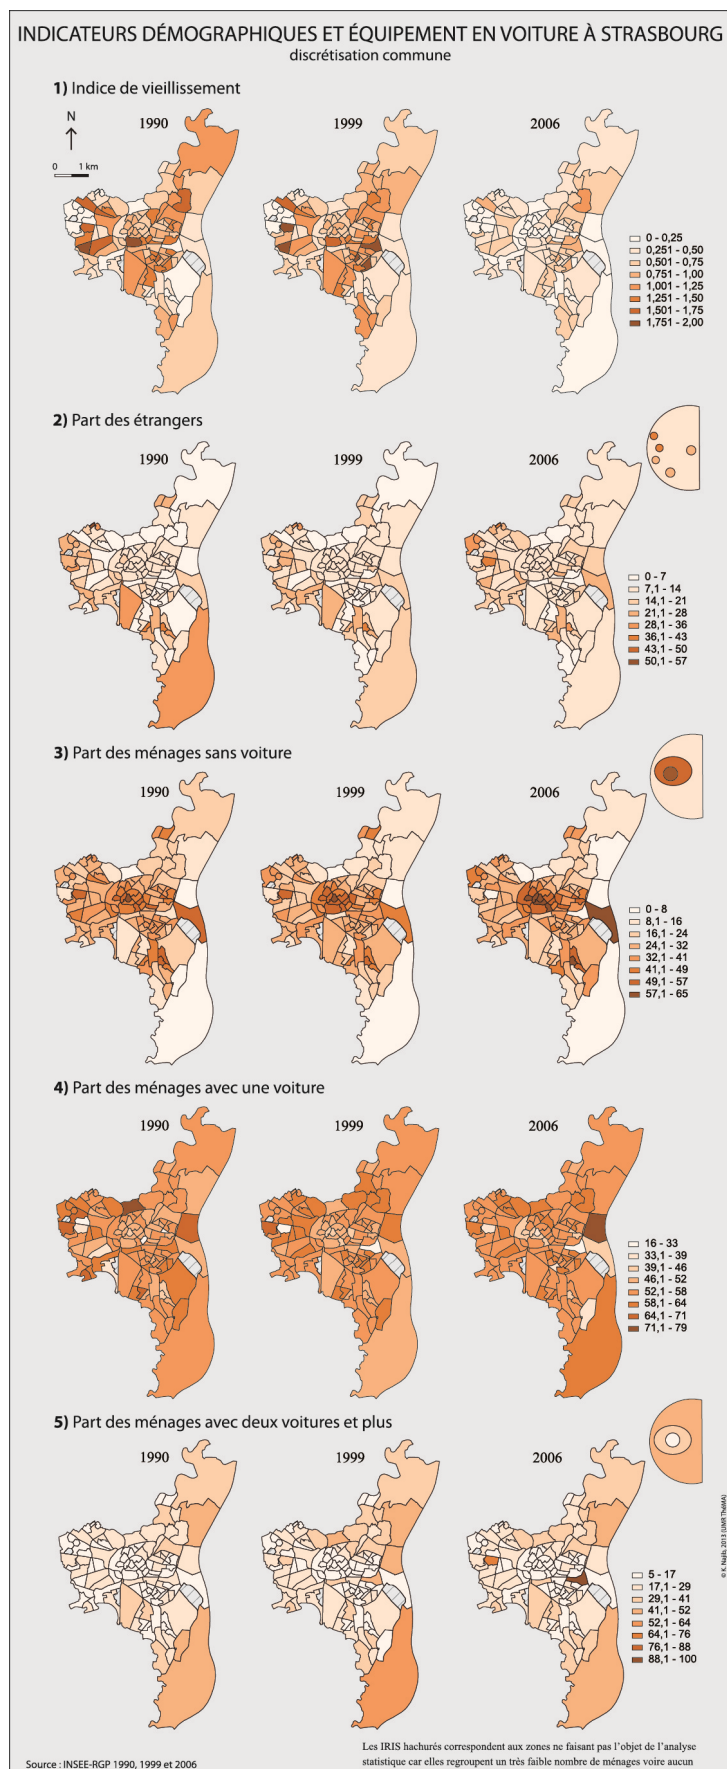 INDICATEURS DÉMOGRAPHIQUES ET ÉQUIPEMENT EN VOITURE À STRASBOURG
discrétisation commune
1) Indice de vieillissement
1990
1999
2006
N
0 1 km
0 - 0,25
0,251 - 0,50
0,501 - 0,75
0,751 - 1,00
1,001 - 1,25
1,251 - 1,50
1,501 - 1,75
1,751 - 2,00
2) Part des étrangers
1990
1999
2006
0 - 7
7,1 - 14
14,1 - 21
21,1 - 28
28,1 - 36
36,1 - 43
43,1 - 50
50,1 - 57
3) Part des ménages sans voiture
1990
1999
2006
0 - 8
8,1 - 16
16,1 - 24
24,1 - 32
32,1 - 41
41,1 - 49
49,1 - 57
57,1 - 65
4) Part des ménages avec une voiture
1990
1999
2006
16 - 33
33,1 - 39
39,1 - 46
46,1 - 52
52,1 - 58
58,1 - 64
64,1 - 71
71,1 - 79
5) Part des ménages avec deux voitures et plus
1990
1999
2006
5 - 17
17,1 - 29
29,1 - 41
41,1 - 52
52,1 - 64
64,1 - 76
76,1 - 88
88,1 - 100
© K. Najib, 2013 (UMR ThéMA)
Les IRIS hachurés correspondent aux zones ne faisant pas l'objet de l'analyse
statistique car elles regroupent un très faible nombre de ménages voire aucun
Source : INSEE-RGP 1990, 1999 et 2006